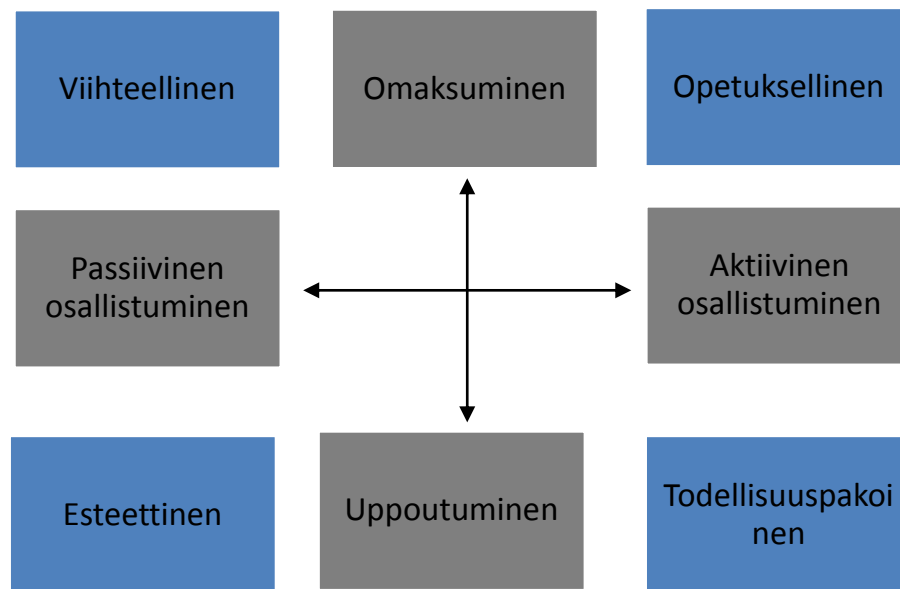 Viihteellinen
Omaksuminen
Opetuksellinen
Passiivinen
osallistuminen
Aktiivinen
osallistuminen
Esteettinen
Uppoutuminen
Todellisuuspakoi
nen